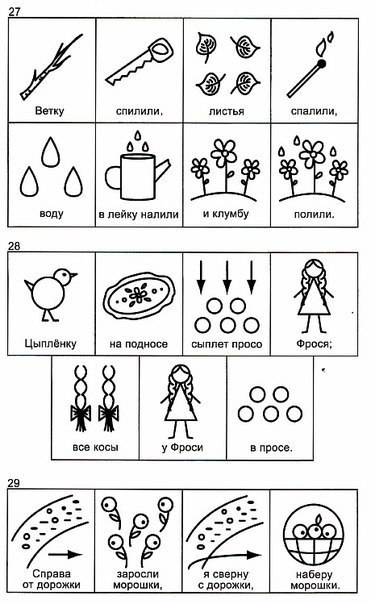 27
Ветку спилили, листья спалили,
воду в лейку налили и клумбу полили.
28
Цыплёнку на подносе сыплет просо Фрося;
все косы у Фроси в просе.
29
Справа заросли я сверну наберу
от дорожки морошки, с дорожки, морошки.